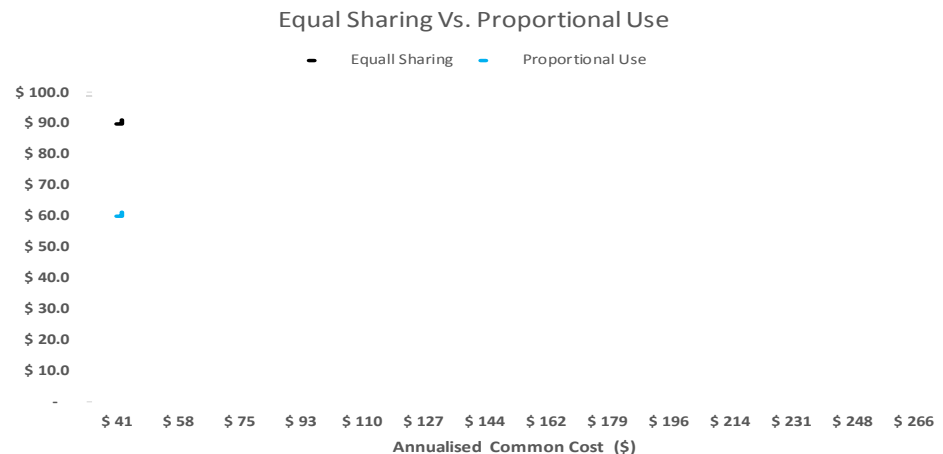 Equal Sharing Vs. Proportional Use
Equall Sharing Proportional Use
$ 100.0
$ 90.0
$ 80.0
$ 70.0
$ 60.0
$ 50.0
$ 40.0
$ 30.0
$ 20.0
$ 10.0
-
$ 41 $ 58 $ 75 $ 93 $ 110 $ 127 $ 144 $ 162 $ 179 $ 196 $ 214 $ 231 $ 248 $ 266
Annualised Common Cost ($)